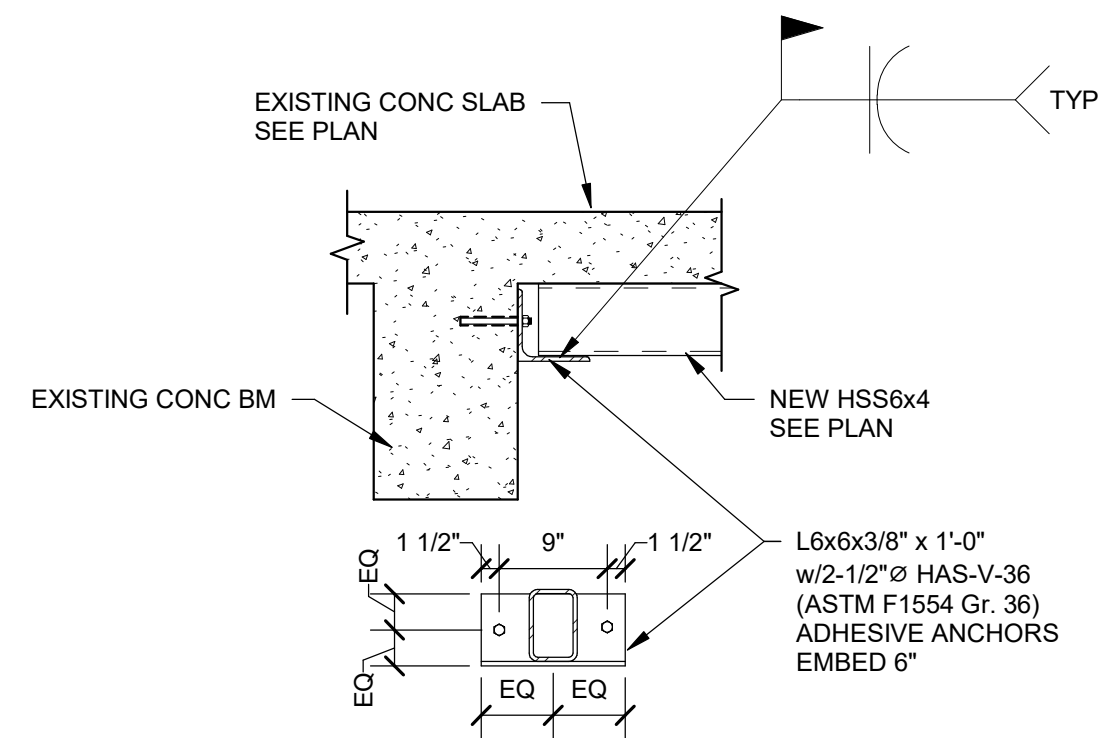 EXISTING CONC SLAB
SEE PLAN
TYP
EXISTING CONC BM
NEW HSS6x4
SEE PLAN
1 1/2"
9"
1 1/2"
EQ
EQ
EQ
EQ
L6x6x3/8" x 1'-0"
w/2-1/2"Ø HAS-V-36
(ASTM F1554 Gr. 36)
ADHESIVE ANCHORS
EMBED 6"